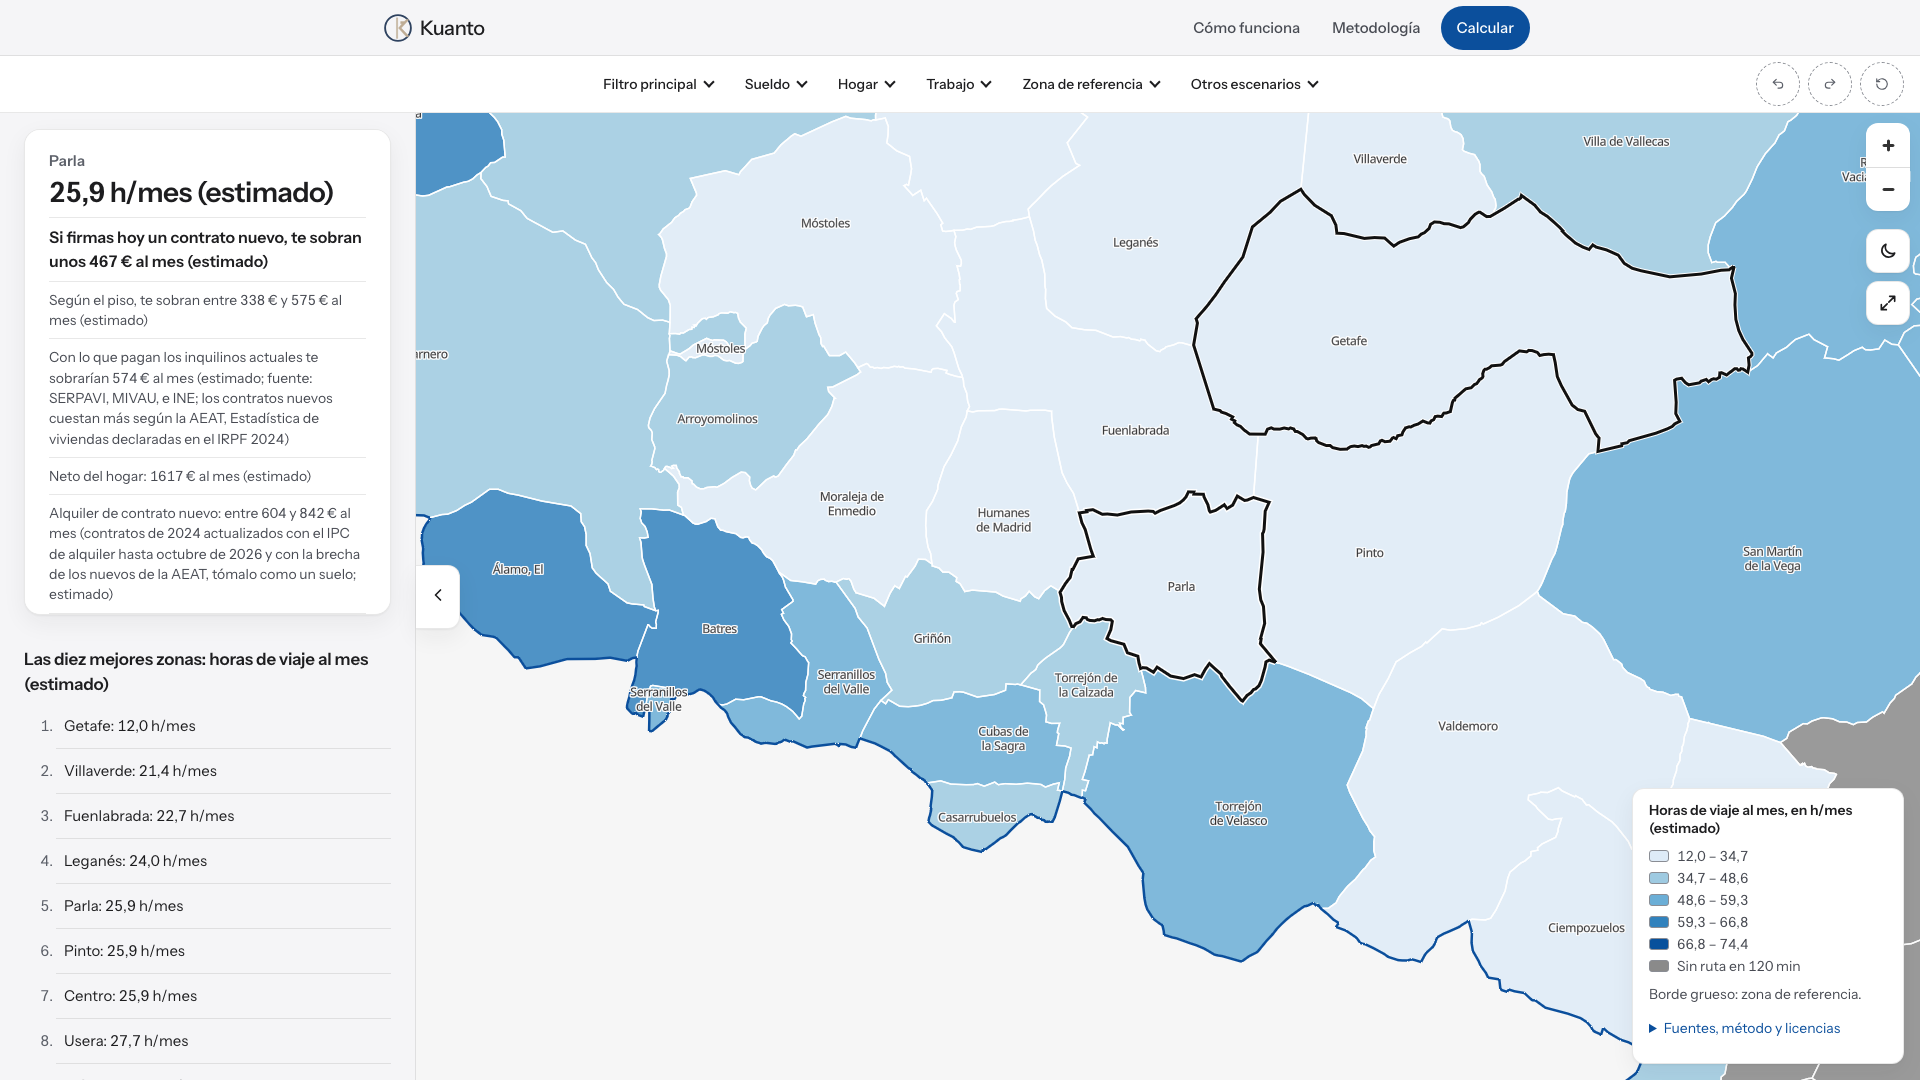 Kuanto
Cómo funciona
Metodología
Calcular
Filtro principal
Sueldo
Hogar
Trabajo
Zona de referencia
Otros escenarios
Parla
25,9 h/mes (estimado)
Si firmas hoy un contrato nuevo, te sobran
unos 467 € al mes (estimado)
Según el piso, te sobran entre 338 € y 575 € al
mes (estimado)
Con lo que pagan los inquilinos actuales te
sobrarían 574 € al mes (estimado; fuente:
SERPAVI, MIVAU, e INE; los contratos nuevos
cuestan más según la AEAT, Estadística de
viviendas declaradas en el IRPF 2024)
Neto del hogar: 1617 € al mes (estimado)
Alquiler de contrato nuevo: entre 604 y 842 € al
mes (contratos de 2024 actualizados con el IPC
de alquiler hasta octubre de 2026 y con la brecha
de los nuevos de la AEAT, tómalo como un suelo;
estimado)
Las diez mejores zonas: horas de viaje al mes
(estimado)
1. Getafe: 12,0 h/mes
2. Villaverde: 21,4 h/mes
3. Fuenlabrada: 22,7 h/mes
4. Leganés: 24,0 h/mes
5. Parla: 25,9 h/mes
6. Pinto: 25,9 h/mes
7. Centro: 25,9 h/mes
8. Usera: 27,7 h/mes
Villa de Vallecas
Villaverde
Móstoles
Leganés
Getafe
Móstoles
Arroyomolinos
Fuenlabrada
Moraleja de
Enmedio
Humanes
de Madrid
Pinto
San Martín
de la Vega
Álamo, El
Parla
Batres
Griñón
Serranillos
del Valle
Torrejón de
la Calzada
Serranillos
del Valle
Cubas de
la Sagra
Valdemoro
Torrejón
de Velasco
Casarrubuelos
Ciempozuelos
Horas de viaje al mes, en h/mes
(estimado)
12,0 – 34,7
34,7 – 48,6
48,6 – 59,3
59,3 – 66,8
66,8 – 74,4
Sin ruta en 120 min
Borde grueso: zona de referencia.
Fuentes, método y licencias